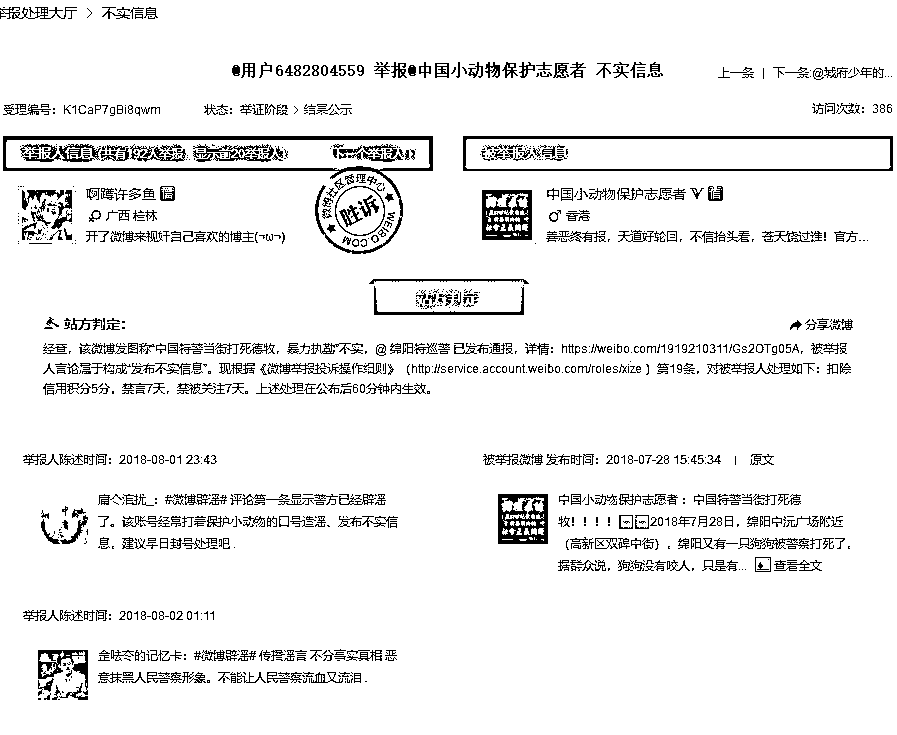 举报处理大厅 > 不实信息
@用户6482804559 举报@中国小动物保护志愿者 不实信息
上一条 | 下一条:@城府少年的...
受理编号: K1CaP7gBi8qwm 状态: 举证阶段 > 结果公示 访问次数: 386
举报人信息(共有192人举报, 显示前20举报人) 下一个举报人
被举报人信息
啊蹲许多鱼
广西 桂林
开了微博来视奸自己喜欢的博主(¬ω¬)
微博社区管理中心
胜诉
WEIBO.COM
中国小动物保护志愿者
香港
善恶终有报，天道好轮回，不信抬头看，苍天饶过谁！官方...
站方判定
站方判定:
分享微博
经查，该微博发图称“中国特警当街打死德牧，暴力执勤”不实，@ 绵阳特巡警 已发布通报，详情：https://weibo.com/1919210311/Gs2OTg05A，被举报
人言论属于构成“发布不实信息”。现根据《微博举报投诉操作细则》（http://service.account.weibo.com/roles/xize ）第19条，对被举报人处理如下：扣除
信用积分5分，禁言7天，禁被关注7天。上述处理在公布后60分钟内生效。
举报人陈述时间：2018-08-01 23:43
_: #微博辟谣# 评论第一条显示警方已经辟谣
了。该账号经常打着保护小动物的口号造谣、发布不实信
息。建议早日封号处理吧 .
被举报微博 发布时间：2018-07-28 15:45:34 | 原文
中国小动物保护志愿者： 中国特警当街打死德
牧！！！！2018年7月28日，绵阳中沅广场附近
（高新区双碑中街）。绵阳又有一只狗狗被警察打死了。
据群众说，狗狗没有咬人，只是有... 查看全文
举报人陈述时间：2018-08-02 01:11
金呿冭的记忆卡：#微博辟谣# 传播谣言 不分享实真相 恶
意抹黑人民警察形象。不能让人民警察流血又流泪 .